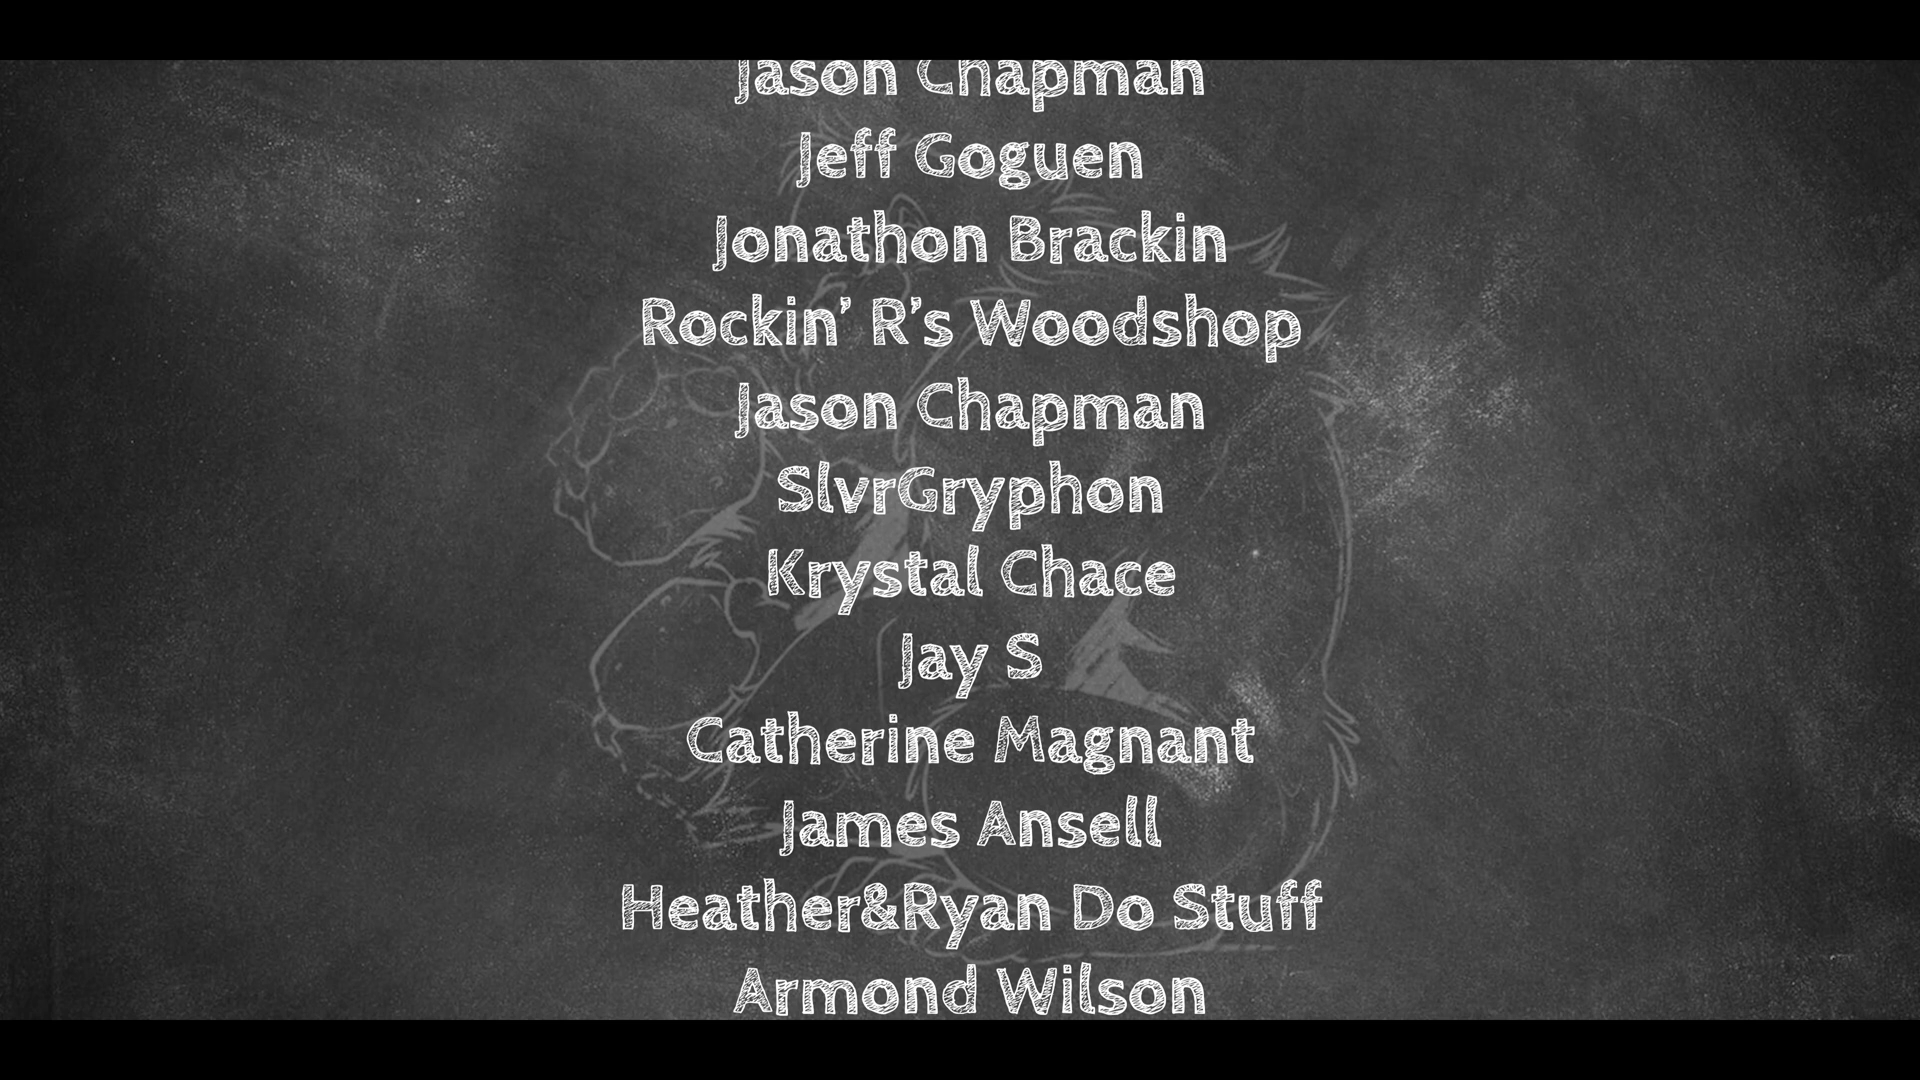 Jason Chapman
Jeff Goguen
Jonathon Brackin
Rockin’ R’s Woodshop
Jason Chapman
SlvrGryphon
Krystal Chace
Jay S
Catherine Magnant
James Ansell
Heather&Ryan Do Stuff
Armond Wilson